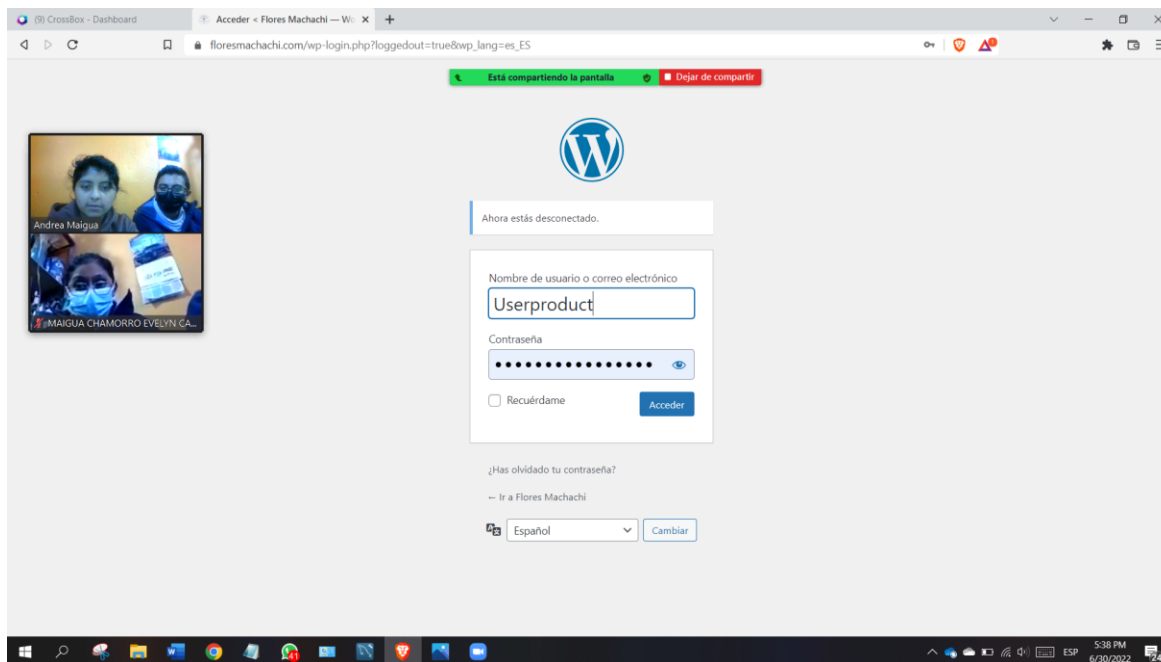 (9) CrossBox - Dashboard
Acceder < Flores Machachi — Wo
floresmachachi.com/wp-login.php?loggedout=true&wp_lang=es_ES
Está compartiendo la pantalla
Dejar de compartir
Andrea Maigua
MAIGUA CHAMORRO EVELYN CA...
Ahora estás desconectado.
Nombre de usuario o correo electrónico
Userproduct
Contraseña
Recuérdame
Acceder
¿Has olvidado tu contraseña?
← Ir a Flores Machachi
Español
Cambiar
41
ESP
5:38 PM
6/30/2022
24